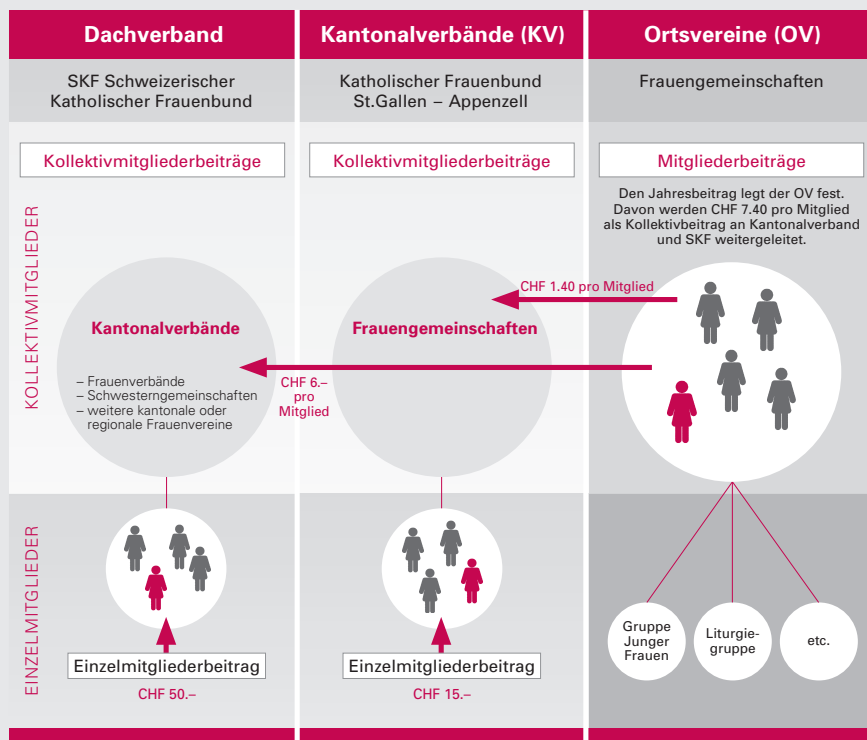 Dachverband
Kantonalverbände (KV)
Ortsvereine (OV)
SKF Schweizerischer
Katholischer Frauenbund
Katholischer Frauenbund
St.Gallen – Appenzell
Frauengemeinschaften
KOLLEKTIVMITGLIEDER
Kollektivmitgliederbeiträge
Kollektivmitgliederbeiträge
Mitgliederbeiträge
Den Jahresbeitrag legt der OV fest.
Davon werden CHF 7.40 pro Mitglied
als Kollektivbeitrag an Kantonalverband
und SKF weitergeleitet.
CHF 1.40 pro Mitglied
Kantonalverbände
Frauengemeinschaften
– Frauenverbände
– Schwesterngemeinschaften
– weitere kantonale oder
regionale Frauenvereine
CHF 6.–
pro
Mitglied
EINZELMITGLIEDER
Einzelmitgliederbeitrag
CHF 50.–
Einzelmitgliederbeitrag
CHF 15.–
Gruppe
Junger
Frauen
Liturgie-
gruppe
etc.